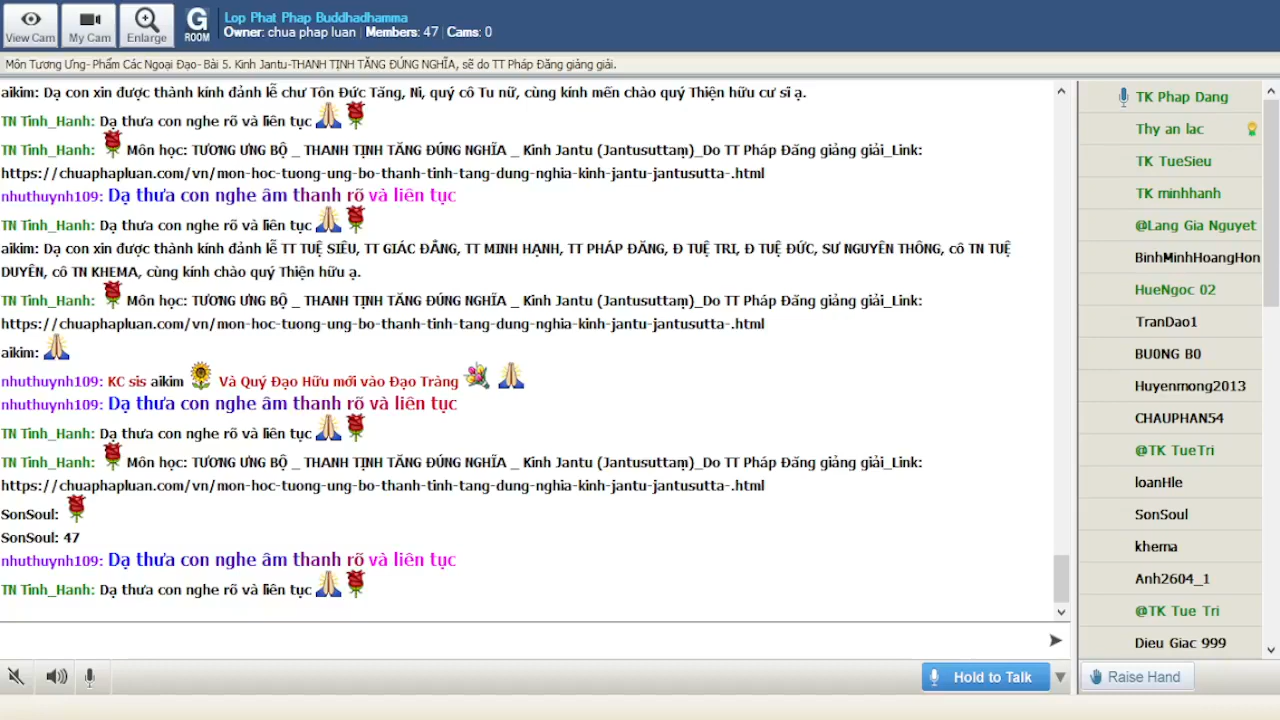 View Cam
My Cam
Enlarge
G
ROOM
Lop Phat Phap Buddhadhamma
Owner: chua phap luan | Members: 47 | Cams: 0
Môn Tương Ưng- Phẩm Các Ngoại Đạo- Bài 5. Kinh Jantu-THANH TỊNH TĂNG ĐÚNG NGHĨA, sẽ do TT Pháp Đăng giảng giải.
aikim: Dạ con xin được thành kính đảnh lễ chư Tôn Đức Tăng, Ni, quý cô Tu nữ, cùng kính mến chào quý Thiện hữu cư sĩ ạ.
TN Tinh_Hanh: Dạ thưa con nghe rõ và liên tục
TN Tinh_Hanh: Môn học: TƯƠNG ƯNG BỘ _ THANH TỊNH TĂNG ĐÚNG NGHĨA _ Kinh Jantu (Jantusuttaṃ)_Do TT Pháp Đăng giảng giải_Link:
https://chuaphapluan.com/vn/mon-hoc-tuong-ung-bo-thanh-tinh-tang-dung-nghia-kinh-jantu-jantusutta-.html
nhuthuynh109: Dạ thưa con nghe âm thanh rõ và liên tục
TN Tinh_Hanh: Dạ thưa con nghe rõ và liên tục
aikim: Dạ con xin được thành kính đảnh lễ TT TUỆ SIÊU, TT GIÁC ĐẲNG, TT MINH HẠNH, TT PHÁP ĐĂNG, Đ TUỆ TRI, Đ TUỆ ĐỨC, SƯ NGUYÊN THÔNG, cô TN TUỆ
DUYÊN, cô TN KHEMA, cùng kính chào quý Thiện hữu ạ.
TN Tinh_Hanh: Môn học: TƯƠNG ƯNG BỘ _ THANH TỊNH TĂNG ĐÚNG NGHĨA _ Kinh Jantu (Jantusuttaṃ)_Do TT Pháp Đăng giảng giải_Link:
https://chuaphapluan.com/vn/mon-hoc-tuong-ung-bo-thanh-tinh-tang-dung-nghia-kinh-jantu-jantusutta-.html
aikim:
nhuthuynh109: KC sis aikim Và Quý Đạo Hữu mới vào Đạo Tràng
nhuthuynh109: Dạ thưa con nghe âm thanh rõ và liên tục
TN Tinh_Hanh: Dạ thưa con nghe rõ và liên tục
TN Tinh_Hanh: Môn học: TƯƠNG ƯNG BỘ _ THANH TỊNH TĂNG ĐÚNG NGHĨA _ Kinh Jantu (Jantusuttaṃ)_Do TT Pháp Đăng giảng giải_Link:
https://chuaphapluan.com/vn/mon-hoc-tuong-ung-bo-thanh-tinh-tang-dung-nghia-kinh-jantu-jantusutta-.html
SonSoul:
SonSoul: 47
nhuthuynh109: Dạ thưa con nghe âm thanh rõ và liên tục
TN Tinh_Hanh: Dạ thưa con nghe rõ và liên tục
TK Phap Dang
Thy an lac
TK TueSieu
TK minhhanh
@Lang Gia Nguyet
BinhMinhHoangHon
HueNgoc 02
TranDao1
BU0NG B0
Huyenmong2013
CHAUPHAN54
@TK TueTri
loanHle
SonSoul
khema
Anh2604_1
@TK Tue Tri
Dieu Giac 999
Hold to Talk
Raise Hand